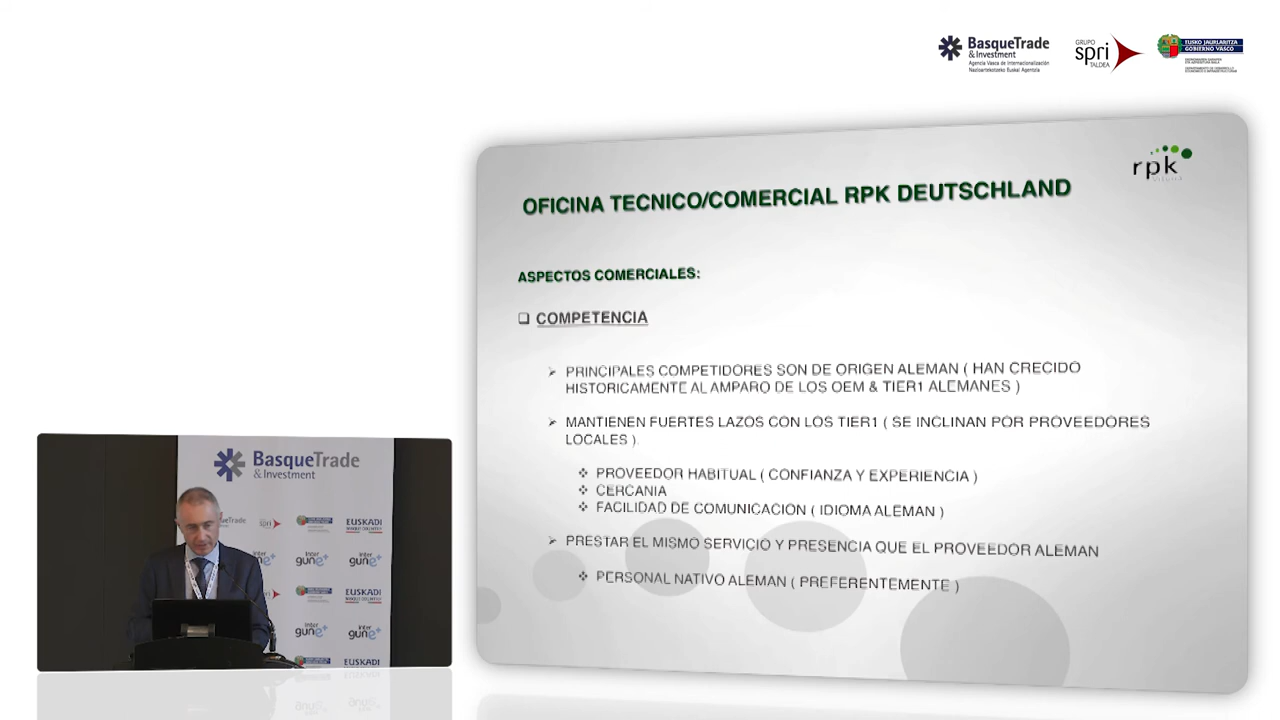 BasqueTrade
& Investment
Agencia Vasca de Internacionalización
Nazioartekotzeko Euskal Agentzia
GRUPO
spri
TALDEA
EUSKO JAURLARITZA
GOBIERNO VASCO
rpk
OFICINA TECNICO/COMERCIAL RPK DEUTSCHLAND
ASPECTOS COMERCIALES:
❑ COMPETENCIA
➢ PRINCIPALES COMPETIDORES SON DE ORIGEN ALEMAN ( HAN CRECIDO
HISTORICAMENTE AL AMPARO DE LOS OEM & TIER1 ALEMANES )
➢ MANTIENEN FUERTES LAZOS CON LOS TIER1 ( SE INCLINAN POR PROVEEDORES
LOCALES )
❖ PROVEEDOR HABITUAL ( CONFIANZA Y EXPERIENCIA )
❖ CERCANIA
❖ FACILIDAD DE COMUNICACION ( IDIOMA ALEMAN )
➢ PRESTAR EL MISMO SERVICIO Y PRESENCIA QUE EL PROVEEDOR ALEMAN
❖ PERSONAL NATIVO ALEMAN ( PREFERENTEMENTE )
BasqueTrade
& Investment
spri
EUSKADI
inter
gune+
inter
gune+
EUSKADI
inter
gune+
inter
gune+
EUSKADI